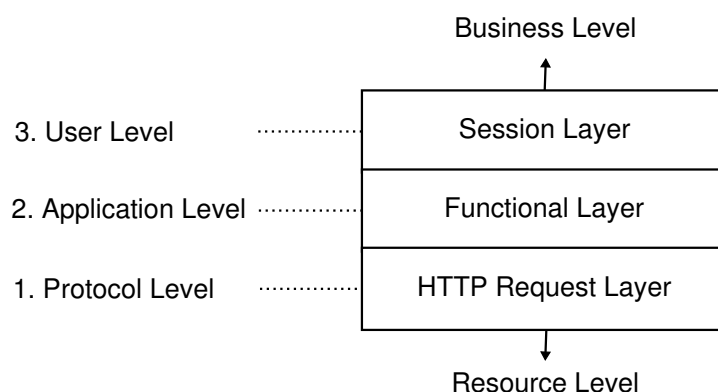 Business Level
3. User Level
Session Layer
2. Application Level
Functional Layer
1. Protocol Level
HTTP Request Layer
Resource Level